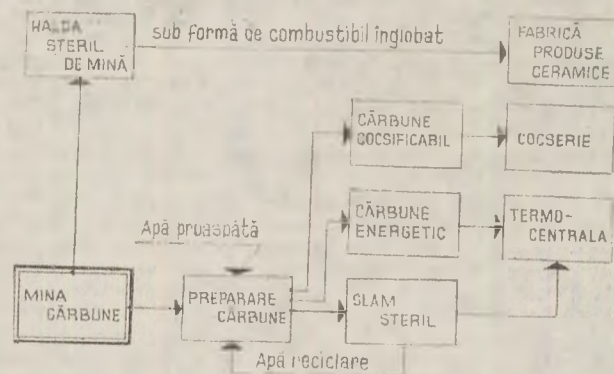 HALDA
STERIL
DE MINĂ
sub formă de combustibil înglobat
FABRICĂ
PRODUSE
CERAMICE
CĂRBUNE
COCSIFICABIL
COCSERIE
Apă proaspătă
CĂRBUNE
ENERGETIC
TERMO-
CENTRALA
MINA
CĂRBUNE
PREPARARE
CĂRBUNE
SLAM
STERIL
Apă reciclare